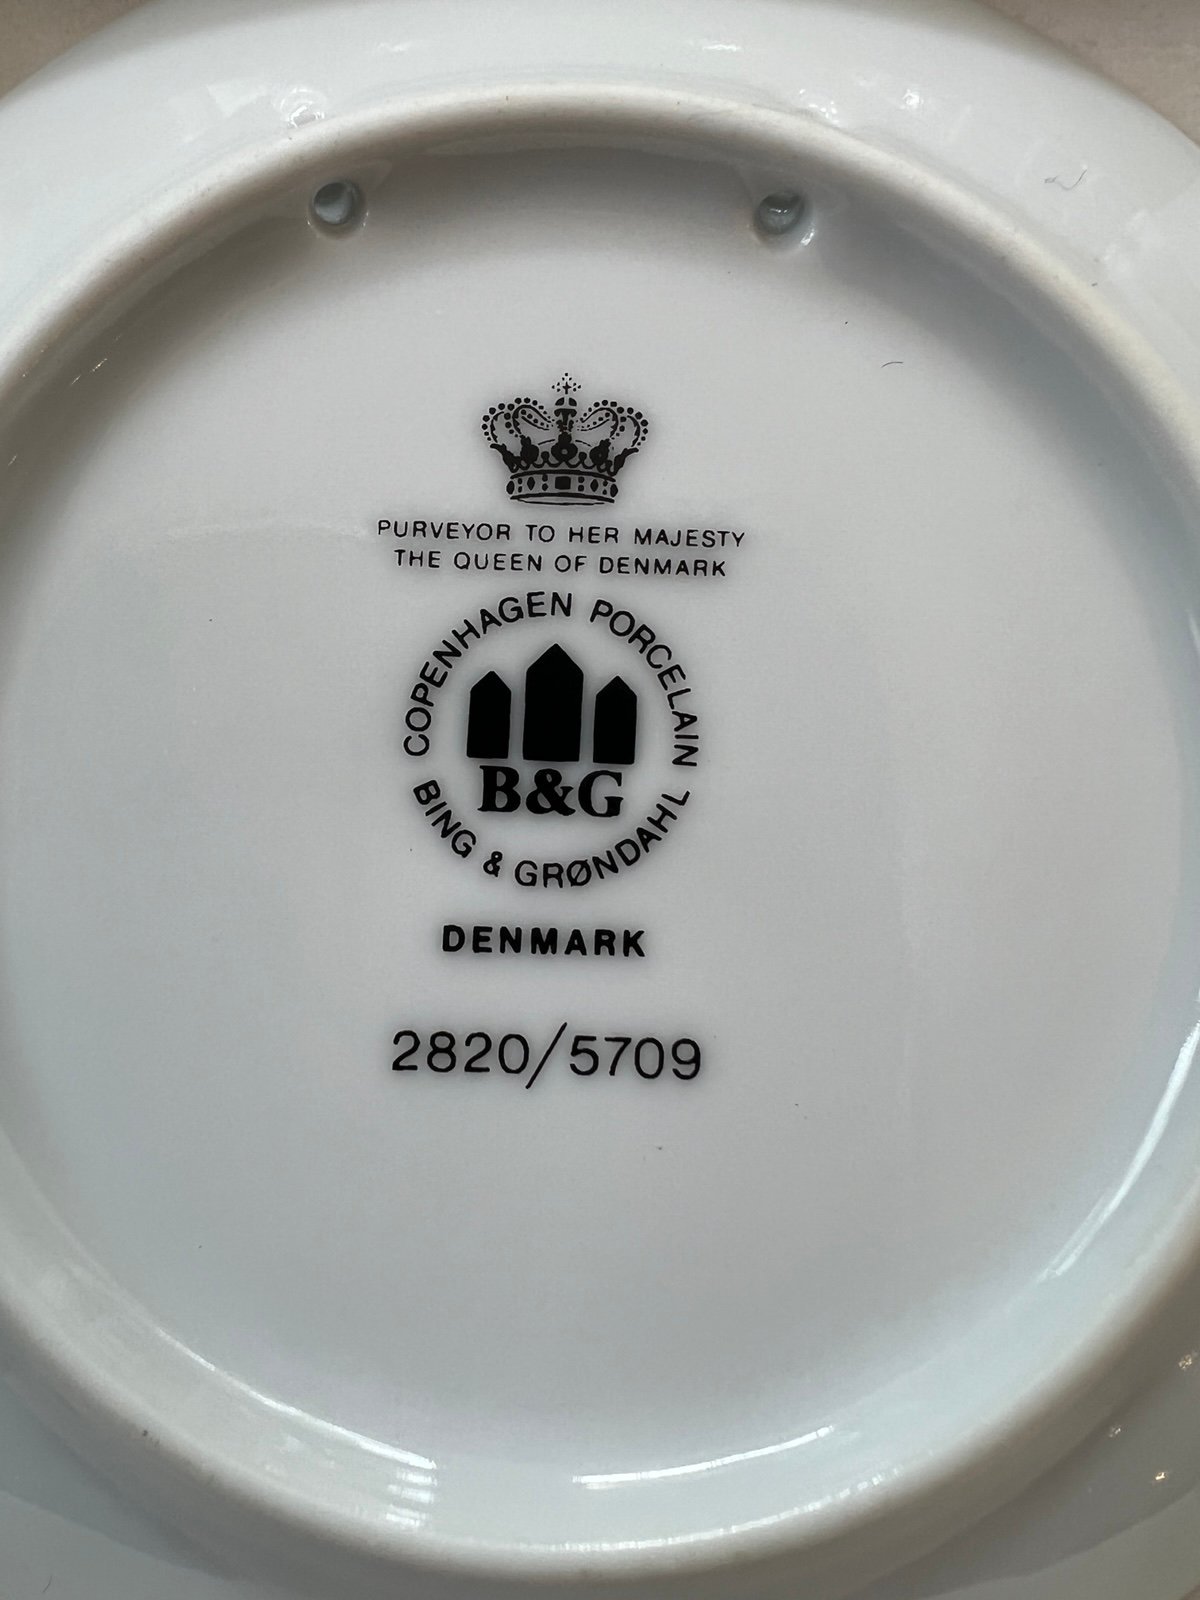 PURVEYOR TO HER MAJESTY
THE QUEEN OF DENMARK
COPENHAGEN PORCELAIN
B&G
BING & GRØNDAHL
DENMARK
2820/5709